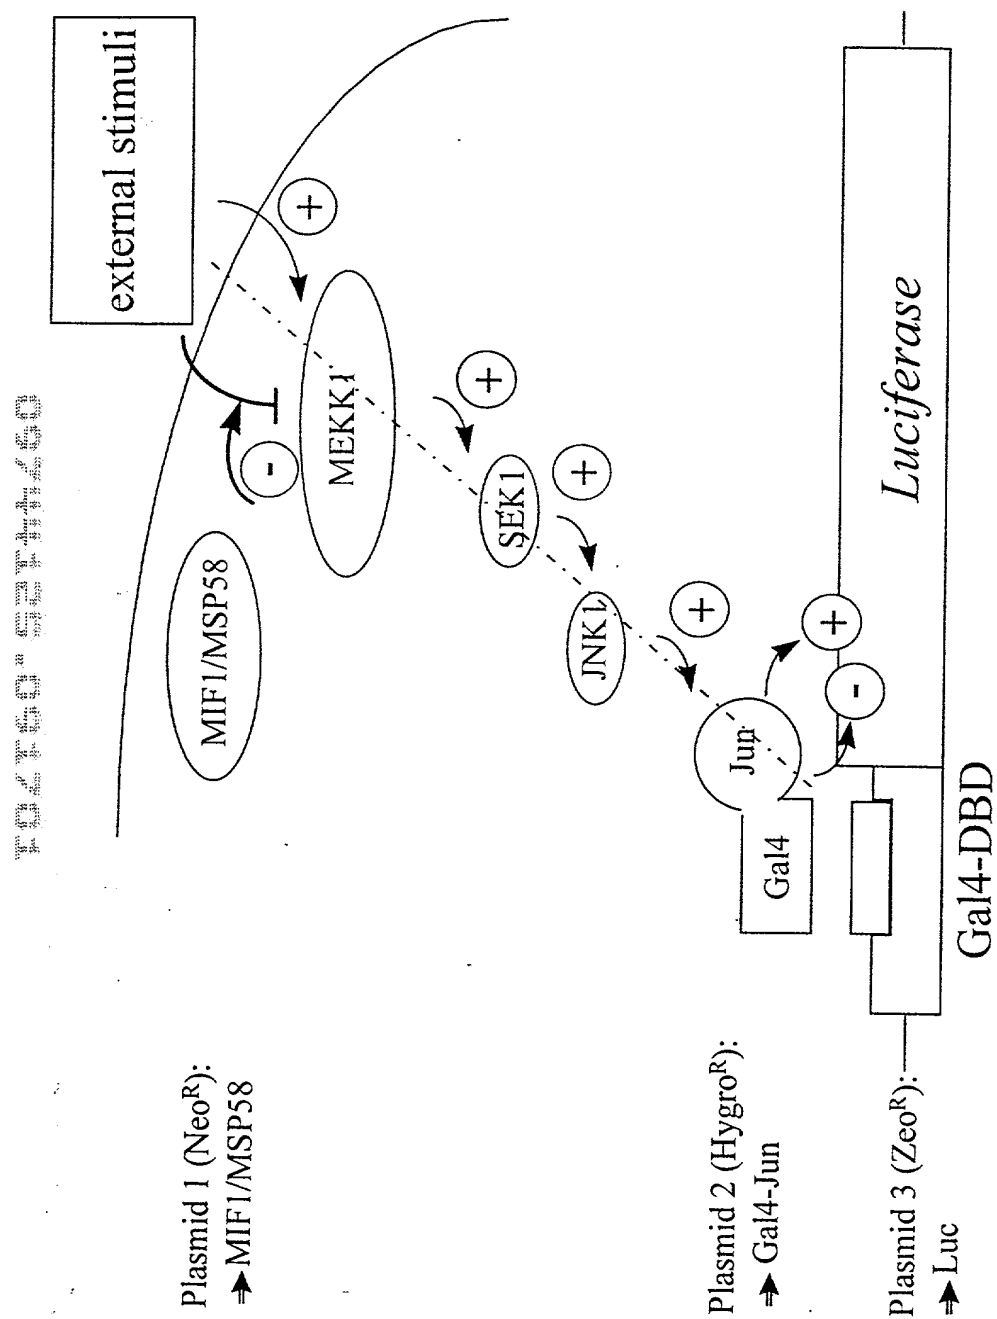 external stimuli
+
-
MIF1/MSP58
MEKK1
+
SEK1
+
JNK1
+
Jun
+
-
Gal4
Luciferase
Gal4-DBD
Plasmid 1 (Neoᴿ):
⇒ MIF1/MSP58
Plasmid 2 (Hygroᴿ):
⇒ Gal4-Jun
Plasmid 3 (Zeoᴿ):
⇒ Luc